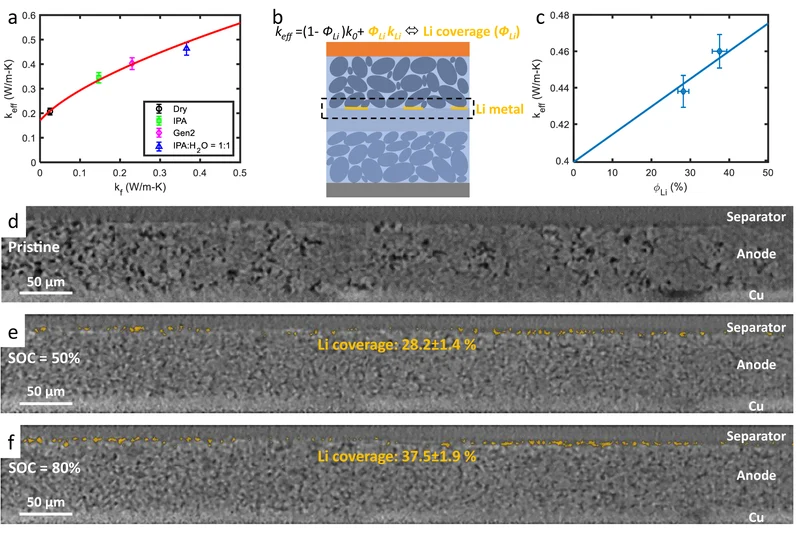 a
0.6
0.5
0.4
0.3
0.2
0.1
0
k_eff (W/m-K)
0 0.1 0.2 0.3 0.4 0.5
k_f (W/m-K)
Dry
IPA
Gen2
IPA:H₂O = 1:1
b
k_eff =(1- Φ_Li )k_0+ Φ_Li k_Li ⇔ Li coverage (Φ_Li)
Li metal
c
0.48
0.46
0.44
0.42
0.4
k_eff (W/m-K)
0 10 20 30 40 50
ϕ_Li (%)
d
Pristine
50 µm
Separator
Anode
Cu
e
SOC = 50%
50 µm
Li coverage: 28.2±1.4 %
Separator
Anode
Cu
f
SOC = 80%
50 µm
Li coverage: 37.5±1.9 %
Separator
Anode
Cu